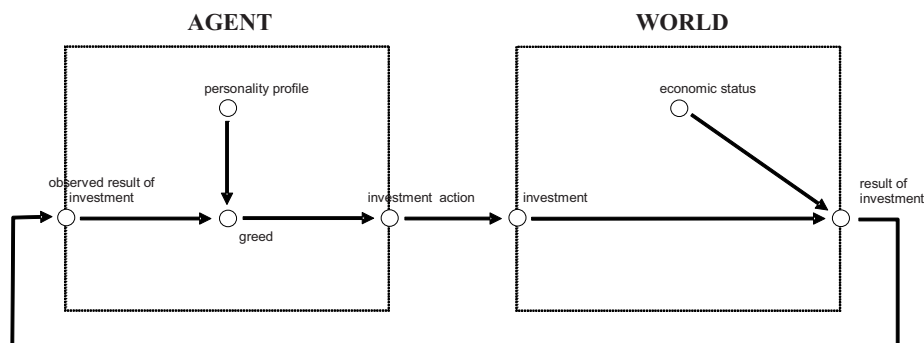 AGENT
WORLD
personality profile
economic status
observed result of
investment
greed
investment action
investment
result of
investment